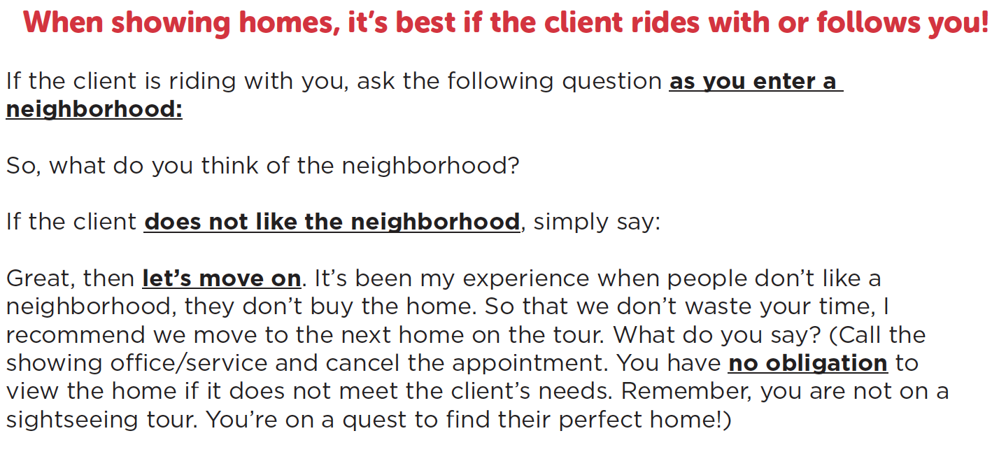 When showing homes, it’s best if the client rides with or follows you!
If the client is riding with you, ask the following question as you enter a
neighborhood:
So, what do you think of the neighborhood?
If the client does not like the neighborhood, simply say:
Great, then let’s move on. It’s been my experience when people don’t like a
neighborhood, they don’t buy the home. So that we don’t waste your time, I
recommend we move to the next home on the tour. What do you say? (Call the
showing office/service and cancel the appointment. You have no obligation to
view the home if it does not meet the client’s needs. Remember, you are not on a
sightseeing tour. You’re on a quest to find their perfect home!)